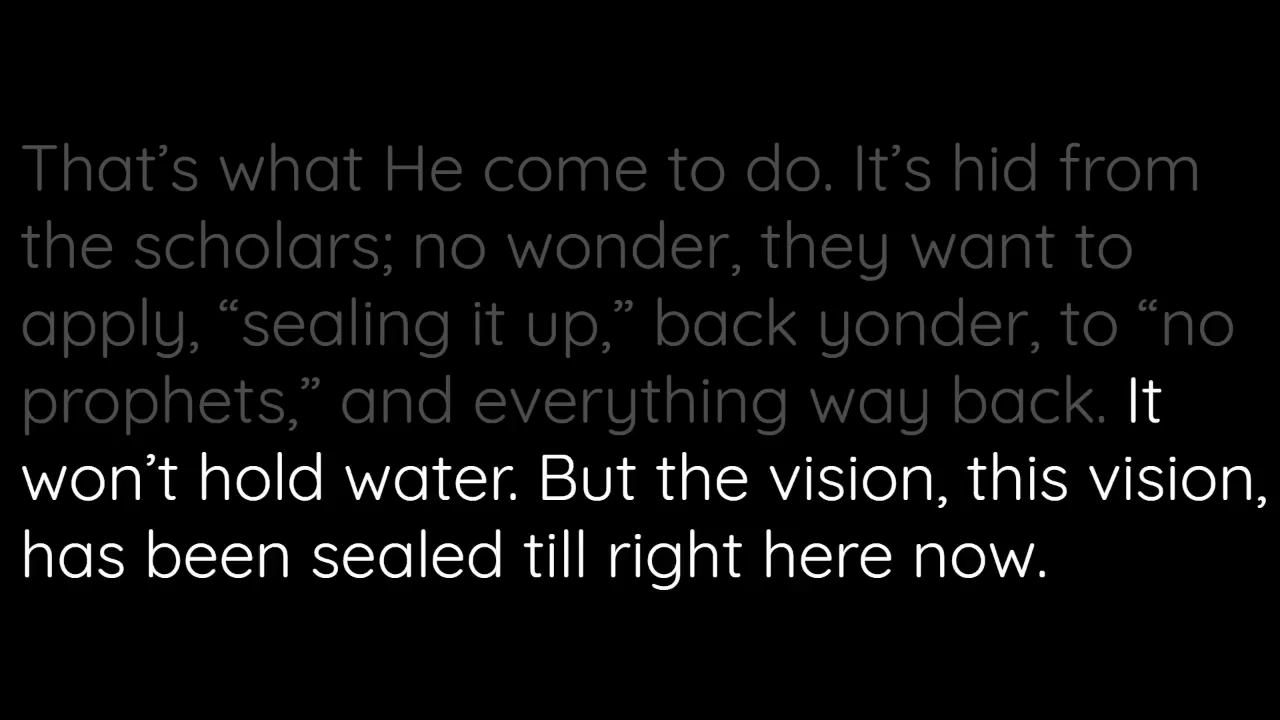 That’s what He come to do. It’s hid from
the scholars; no wonder, they want to
apply, “sealing it up,” back yonder, to “no
prophets,” and everything way back. It
won’t hold water. But the vision, this vision,
has been sealed till right here now.